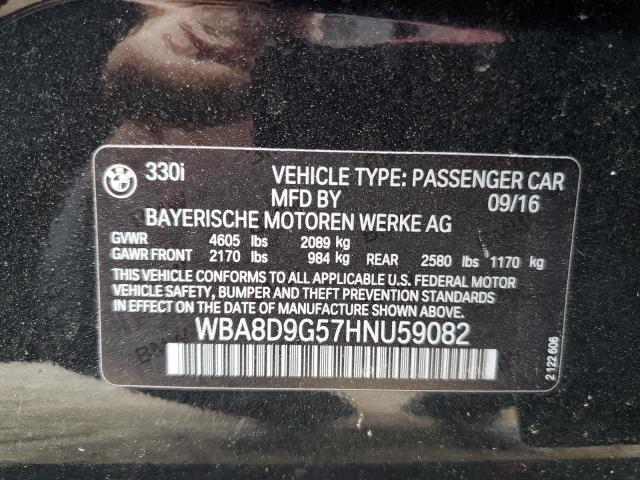 BMW 330i VEHICLE TYPE: PASSENGER CAR
MFD BY 09/16
BAYERISCHE MOTOREN WERKE AG
GVWR 4605 lbs 2089 kg
GAWR FRONT 2170 lbs 984 kg REAR 2580 lbs 1170 kg
THIS VEHICLE CONFORMS TO ALL APPLICABLE U.S. FEDERAL MOTOR
VEHICLE SAFETY, BUMPER AND THEFT PREVENTION STANDARDS
IN EFFECT ON THE DATE OF MANUFACTURE SHOWN ABOVE.
WBA8D9G57HNU59082
2 122 606